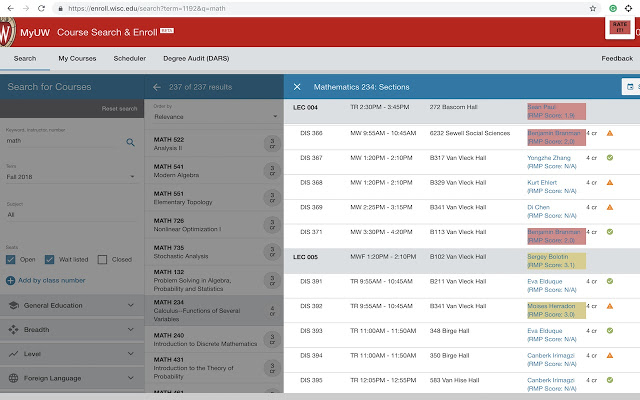 https://enroll.wisc.edu/search?term=1192&q=math
MyUW Course Search & Enroll BETA
RATE
Search My Courses Scheduler Degree Audit (DARS) Feedback
Search for Courses
Reset search
Keyword, instructor, number
math
Term
Fall 2018
Subject
All
Seats
Open Wait listed Closed
Add by class number
General Education
Breadth
Level
Foreign Language
237 of 237 results
Order by
Relevance
MATH 522
Analysis II
3 cr
MATH 541
Modern Algebra
3 cr
MATH 551
Elementary Topology
3 cr
MATH 726
Nonlinear Optimization I
3 cr
MATH 735
Stochastic Analysis
3 cr
MATH 132
Problem Solving in Algebra,
Probability and Statistics
3 cr
MATH 234
Calculus--Functions of Several
Variables
4 cr
MATH 240
Introduction to Discrete Mathematics
3 cr
MATH 431
Introduction to the Theory of
Probability
3 cr
MATH 461
Mathematics 234: Sections
LEC 004 TR 2:30PM - 3:45PM 272 Bascom Hall Sean Paul
(RMP Score: 1.9)
DIS 366 MW 9:55AM - 10:45AM 6232 Sewell Social Sciences Benjamin Branman 4 cr
(RMP Score: 2.0)
DIS 367 MW 1:20PM - 2:10PM B317 Van Vleck Hall Yongzhe Zhang 4 cr
(RMP Score: N/A)
DIS 368 MW 1:20PM - 2:10PM B329 Van Vleck Hall Kurt Ehlert 4 cr
(RMP Score: N/A)
DIS 369 MW 2:25PM - 3:15PM B341 Van Vleck Hall Di Chen 4 cr
(RMP Score: N/A)
DIS 371 MW 3:30PM - 4:20PM B113 Van Vleck Hall Benjamin Branman 4 cr
(RMP Score: 2.0)
LEC 005 MWF 1:20PM - 2:10PM B102 Van Vleck Hall Sergey Bolotin
(RMP Score: 3.1)
DIS 391 TR 9:55AM - 10:45AM B211 Van Vleck Hall Eva Elduque 4 cr
(RMP Score: N/A)
DIS 392 TR 9:55AM - 10:45AM B341 Van Vleck Hall Moises Herradon 4 cr
(RMP Score: 3.0)
DIS 393 TR 11:00AM - 11:50AM 348 Birge Hall Eva Elduque 4 cr
(RMP Score: N/A)
DIS 394 TR 11:00AM - 11:50AM 350 Birge Hall Canberk Irimagzi 4 cr
(RMP Score: N/A)
DIS 395 TR 12:05PM - 12:55PM 583 Van Hise Hall Canberk Irimagzi 4 cr
(RMP Score: N/A)